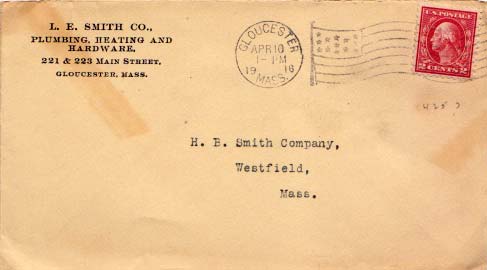 L. E. SMITH CO.,
PLUMBING, HEATING AND
HARDWARE,
221 & 223 MAIN STREET,
GLOUCESTER, MASS.
GLOUCESTER
APR 10
1-PM
19 16
MASS.
U.S. POSTAGE
2 CENTS 2
H. B. Smith Company,
Westfield,
Mass.